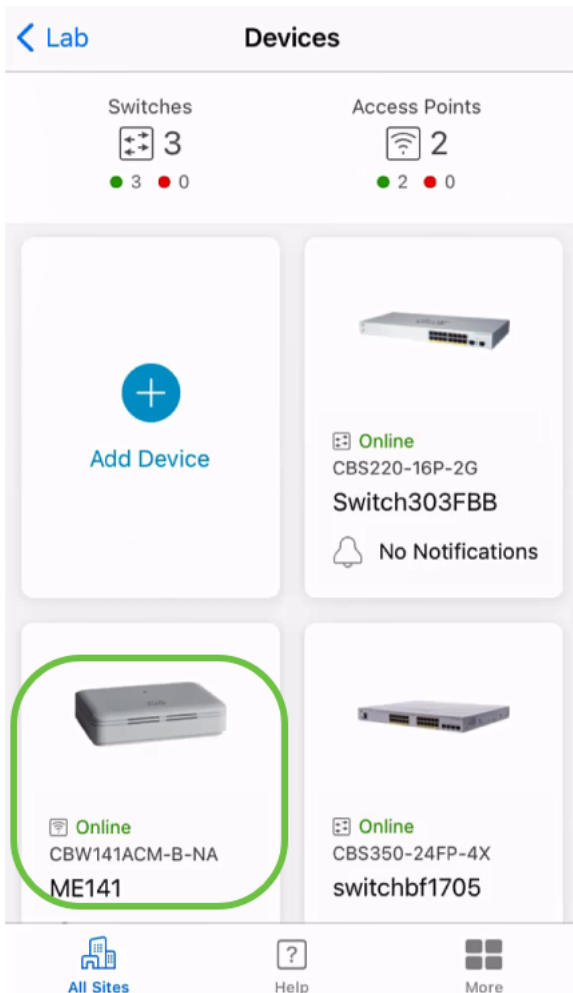 Lab
Devices
Switches
3
3 0
Access Points
2
2 0
Add Device
Online
CBS220-16P-2G
Switch303FBB
No Notifications
Online
CBW141ACM-B-NA
ME141
Online
CBS350-24FP-4X
switchbf1705
All Sites
?
Help
More